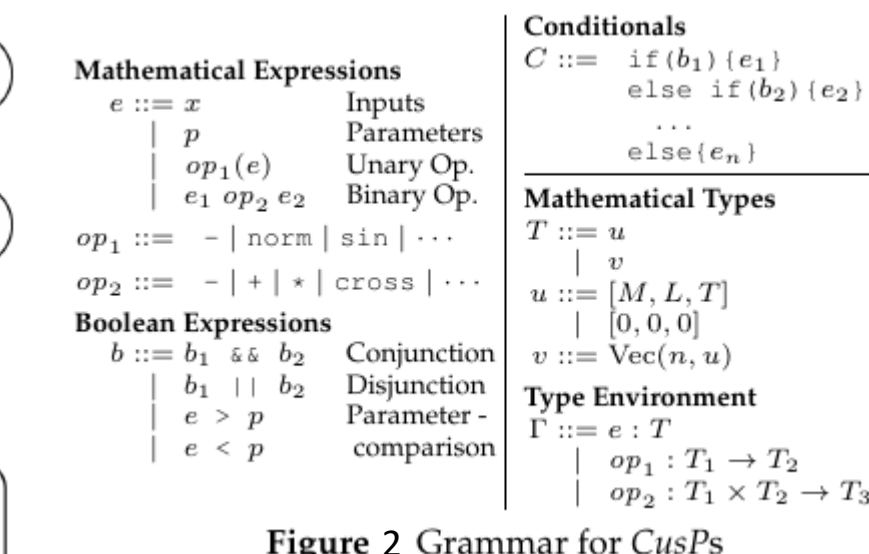 Mathematical Expressions
e ::= x Inputs
| p Parameters
| op₁(e) Unary Op.
| e₁ op₂ e₂ Binary Op.
op₁ ::= - | norm | sin | ···
op₂ ::= - | + | * | cross | ···
Boolean Expressions
b ::= b₁ && b₂ Conjunction
| b₁ || b₂ Disjunction
| e > p Parameter -
| e < p comparison
Conditionals
C ::= if(b₁){e₁}
else if(b₂){e₂}
...
else{eₙ}
Mathematical Types
T ::= u
| v
u ::= [M, L, T]
| [0, 0, 0]
v ::= Vec(n, u)
Type Environment
Γ ::= e : T
| op₁ : T₁ → T₂
| op₂ : T₁ × T₂ → T₃
Figure 2 Grammar for CusPs